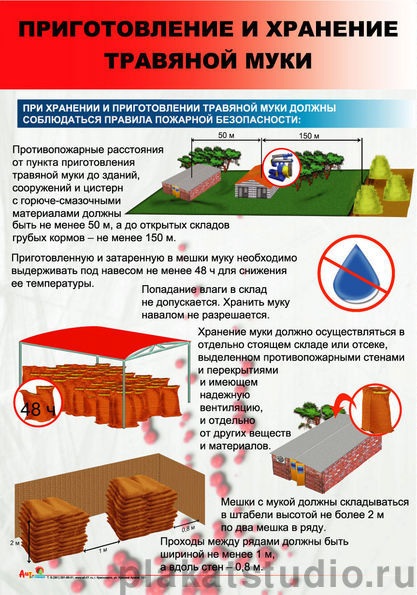 ПРИГОТОВЛЕНИЕ И ХРАНЕНИЕ
ТРАВЯНОЙ МУКИ
ПРИ ХРАНЕНИИ И ПРИГОТОВЛЕНИИ ТРАВЯНОЙ МУКИ ДОЛЖНЫ
СОБЛЮДАТЬСЯ ПРАВИЛА ПОЖАРНОЙ БЕЗОПАСНОСТИ:
50 м
150 м
Противопожарные расстояния
от пункта приготовления
травяной муки до зданий,
сооружений и цистерн
с горюче-смазочными
материалами должны
быть не менее 50 м, а до открытых складов
грубых кормов – не менее 150 м.
Приготовленную и затаренную в мешки муку необходимо
выдерживать под навесом не менее 48 ч для снижения
ее температуры.
Попадание влаги в склад
не допускается. Хранить муку
навалом не разрешается.
48 ч
Хранение муки должно осуществляться в
отдельно стоящем складе или отсеке,
выделенном противопожарными стенами
и перекрытиями
и имеющем
надежную
вентиляцию,
и отдельно
от других веществ
и материалов.
2 м
1 м
0,8 м
Мешки с мукой должны складываться
в штабели высотой не более 2 м
по два мешка в ряду.
Проходы между рядами должны быть
шириной не менее 1 м,
а вдоль стен – 0,8 м.
plakatstudio.ru